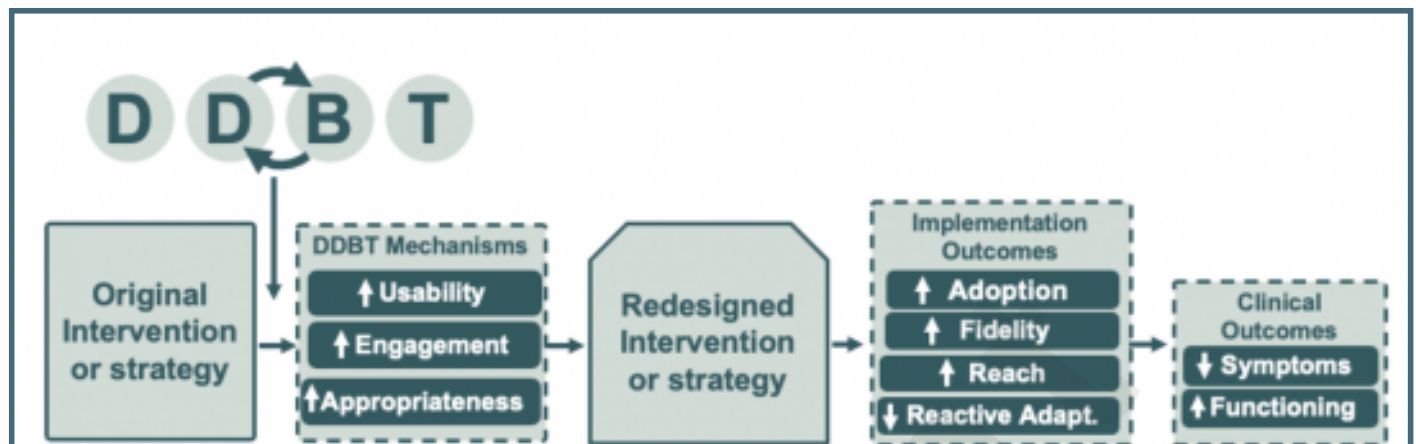 D D B T
Original
Intervention
or strategy
DDBT Mechanisms
↑ Usability
↑ Engagement
↑ Appropriateness
Redesigned
Intervention
or strategy
Implementation
Outcomes
↑ Adoption
↑ Fidelity
↑ Reach
↓ Reactive Adapt.
Clinical
Outcomes
↓ Symptoms
↑ Functioning